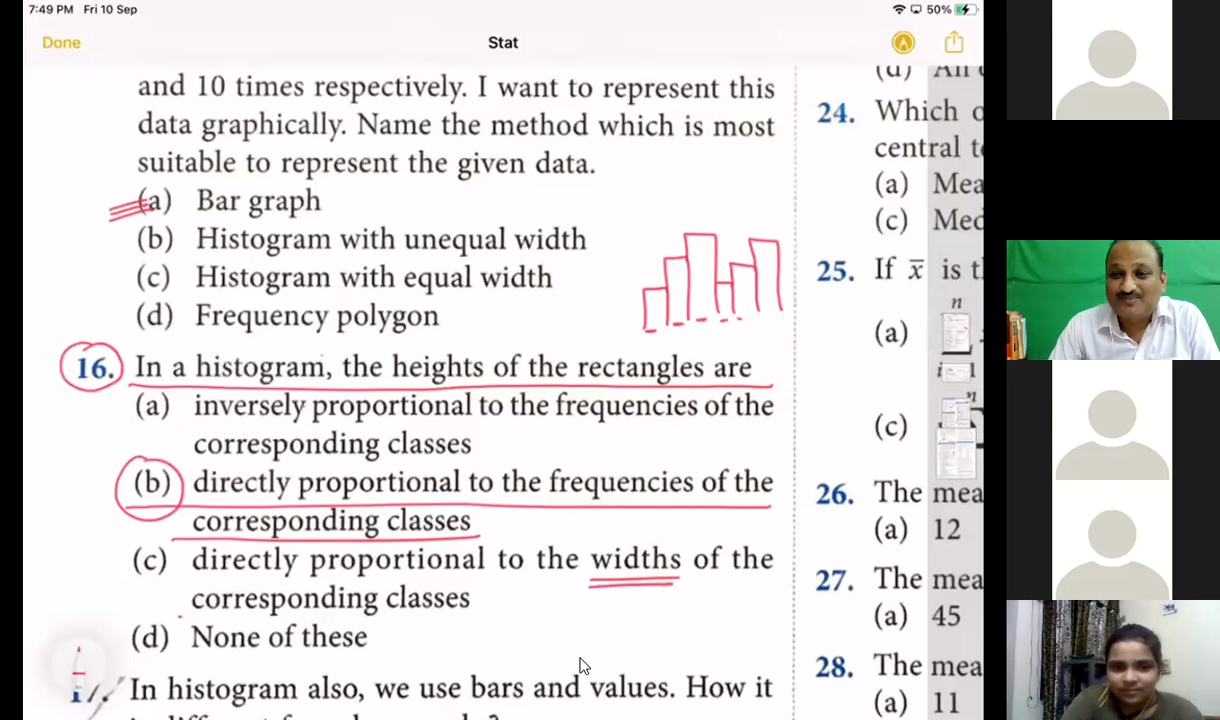 7:49 PM Fri 10 Sep
50%
Done
Stat
and 10 times respectively. I want to represent this
data graphically. Name the method which is most
suitable to represent the given data.
(a) Bar graph
(b) Histogram with unequal width
(c) Histogram with equal width
(d) Frequency polygon
16. In a histogram, the heights of the rectangles are
(a) inversely proportional to the frequencies of the
corresponding classes
(b) directly proportional to the frequencies of the
corresponding classes
(c) directly proportional to the widths of the
corresponding classes
(d) None of these
In histogram also, we use bars and values. How it
24. Which
central
(a) Mea
(c) Med
25. If x̅ is
n
(a)
n
(c)
26. The mea
(a) 12
27. The mea
(a) 45
28. The mea
(a) 11